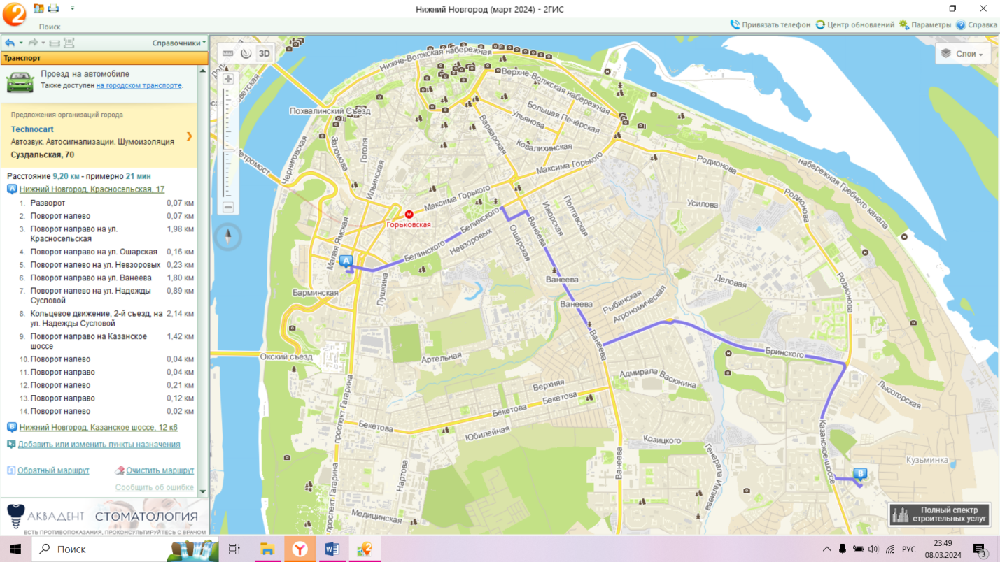 Нижний Новгород (март 2024) - 2ГИС
Поиск
Привязать телефон
Центр обновлений
Параметры
Справка
Справочники
Транспорт
Проезд на автомобиле
Также доступен на городском транспорте.
Предложения организаций города
Technocart
Автозвук. Автосигнализации. Шумоизоляция
Суздальская, 70
Расстояние 9,20 км - примерно 21 мин
A Нижний Новгород, Красносельская, 17
1. Разворот 0,07 км
2. Поворот налево 0,07 км
3. Поворот направо на ул. 1,98 км
Красносельская
4. Поворот направо на ул. Ошарская 0,16 км
5. Поворот налево на ул. Невзоровых 0,23 км
6. Поворот направо на ул. Ванеева 1,80 км
7. Поворот налево на ул. Надежды 0,89 км
Сусловой
8. Кольцевое движение, 2-й съезд, на 2,14 км
ул. Надежды Сусловой
9. Поворот направо на Казанское 1,42 км
шоссе
10. Поворот налево 0,04 км
11. Поворот направо 0,04 км
12. Поворот налево 0,21 км
13. Поворот направо 0,12 км
14. Поворот налево 0,02 км
B Нижний Новгород, Казанское шоссе, 12 к6
Добавить или изменить пункты назначения
Обратный маршрут
Очистить маршрут
Сообщить об ошибке
АКВАДЕНТ СТОМАТОЛОГИЯ
ЕСТЬ ПРОТИВОПОКАЗАНИЯ, ПРОКОНСУЛЬТИРУЙТЕСЬ С ВРАЧОМ
3D
Слои
Нижне-Волжская набережная
Верхне-Волжская набережная
Похвалинский Съезд
Большая Печёрская
Ульянова
Варварская
Ковалихинская
Максима Горького
Заломова
Гоголя
Ильинская
Черниговская
Метромост
Родионова
набережная Гребного канала
Родионова
Усилова
Максима Горького
М
Горьковская
Белинского
Белинского
Невзоровых
Ошарская
Ванеева
Ижорская
Полтавская
Малая Ямская
A
Пушкина
Барминская
Ванеева
Ванеева
Рыбинская
Агрономическая
Деловая
Родионова
Ванеева
Бринского
Окский съезд
Артельная
Адмирала Васюнина
Верхняя
Бекетова
Бекетова
Юбилейная
проспект Гагарина
Лысогорская
Казанское шоссе
Козицкого
Генерала Ивлиева
Ванеева
Кузьминка
B
Нартова
проспект Гагарина
Медицинская
Полный спектр
строительных услуг
Поиск
РУС
23:49
08.03.2024
3